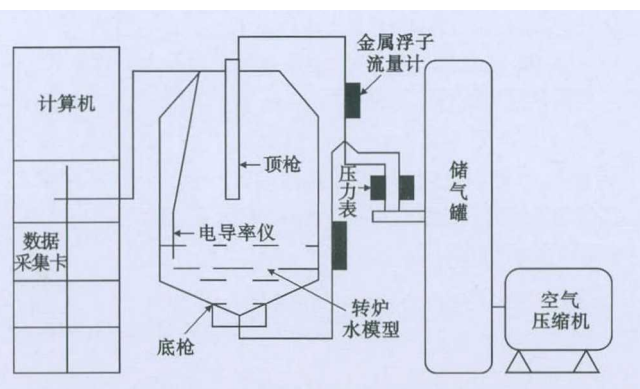 计算机
数据
采集卡
金属浮子
流量计
顶枪
压
力
表
储
气
罐
电导率仪
转炉
水模型
底枪
空气
压缩机